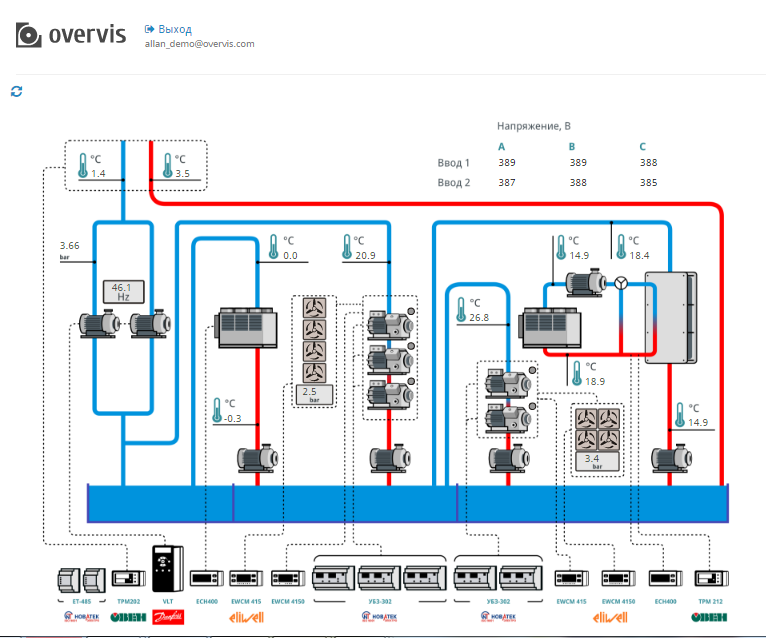 overvis
Выход
allan_demo@overvis.com
Напряжение, В
A B C
Ввод 1 389 389 388
Ввод 2 387 388 385
°C
1.4
°C
3.5
3.66
bar
46.1
Hz
°C
0.0
°C
20.9
°C
14.9
°C
18.4
°C
26.8
2.5
bar
°C
-0.3
°C
18.9
°C
14.9
3.4
bar
ET-485 TPM202 VLT ECH400 EWCM 415 EWCM 4150 УБЗ-302 УБЗ-302 EWCM 415 EWCM 4150 ECH400 TPM 212
НОВАТЕК ОВЕН Danfoss eliwell НОВАТЕК НОВАТЕК eliwell ОВЕН